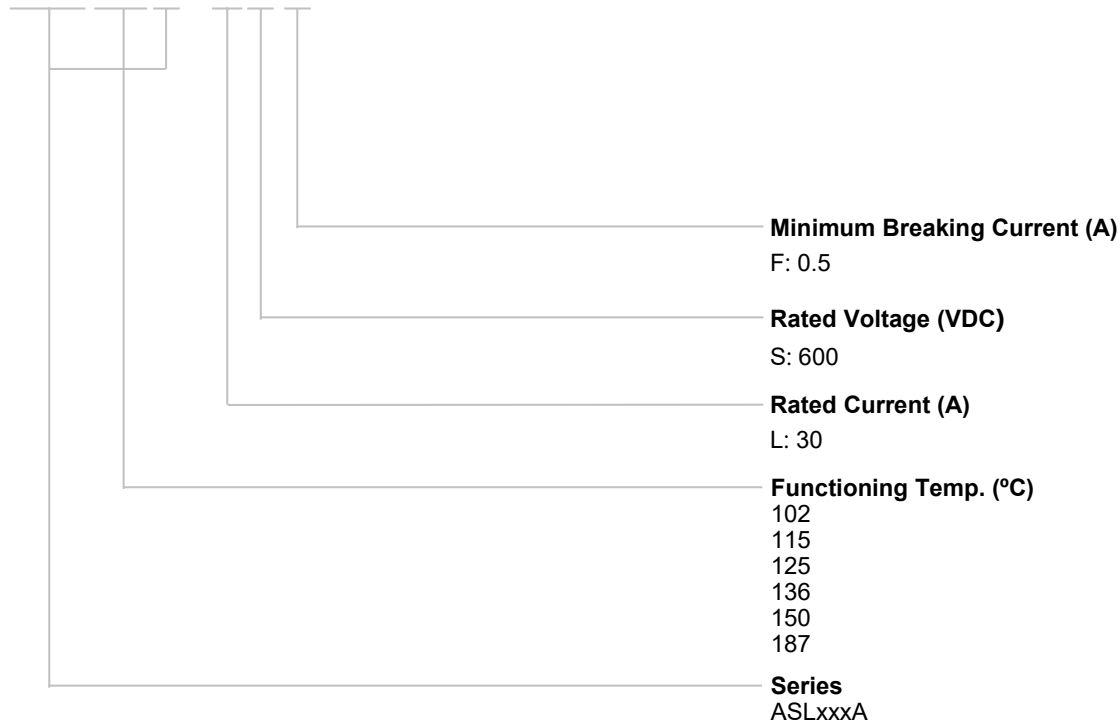 Minimum Breaking Current (A)
F: 0.5
Rated Voltage (VDC)
S: 600
Rated Current (A)
L: 30
Functioning Temp. (ºC)
102
115
125
136
150
187
Series
ASLxxxA